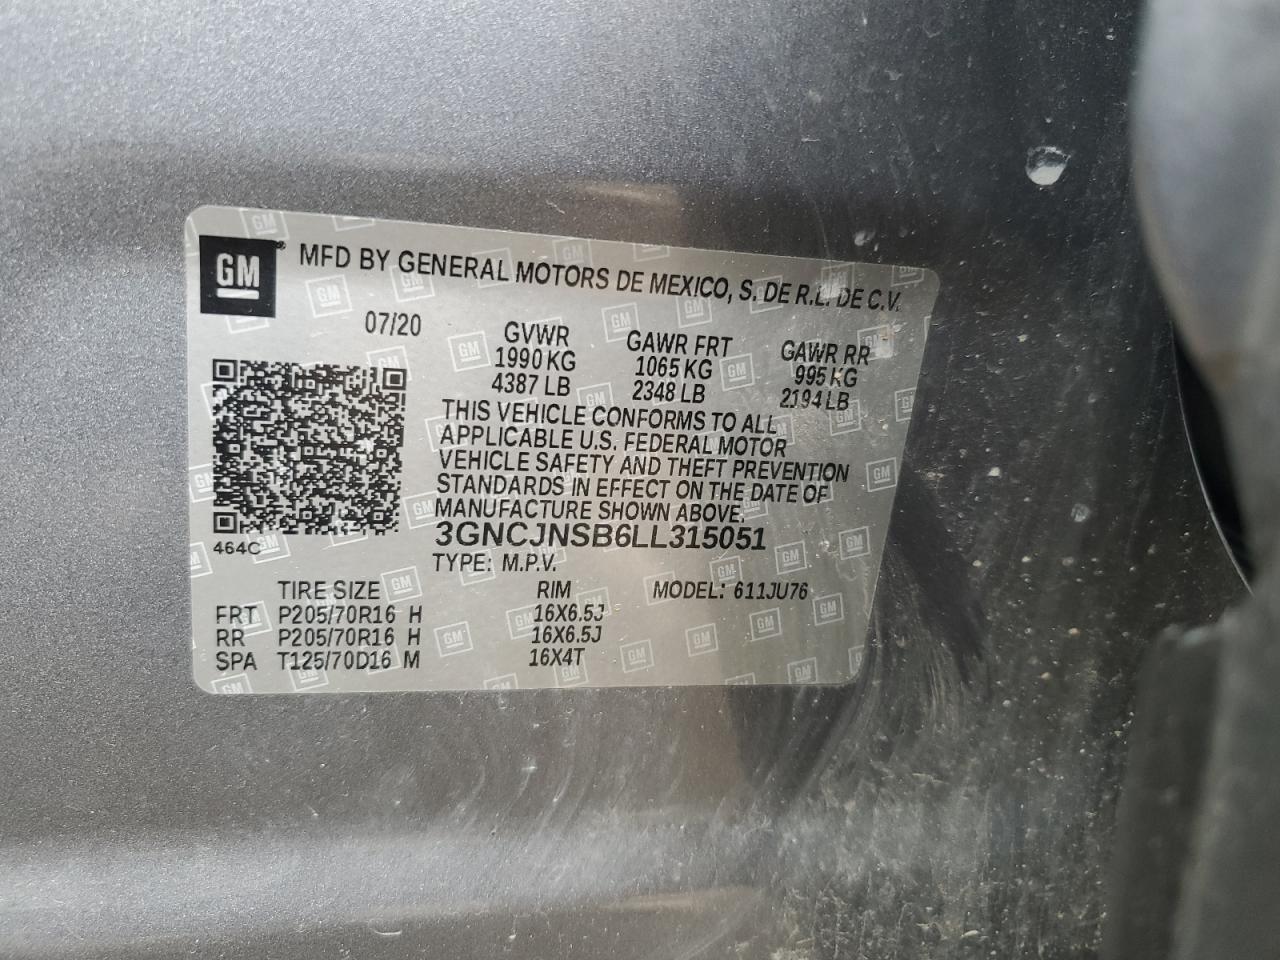 GM® MFD BY GENERAL MOTORS DE MEXICO, S. DE R.L. DE C.V.
07/20 GVWR GAWR FRT GAWR RR
1990 KG 1065 KG 995 KG
4387 LB 2348 LB 2194 LB
THIS VEHICLE CONFORMS TO ALL
APPLICABLE U.S. FEDERAL MOTOR
VEHICLE SAFETY AND THEFT PREVENTION
STANDARDS IN EFFECT ON THE DATE OF
MANUFACTURE SHOWN ABOVE.
464C 3GNCJNSB6LL315051
TYPE: M.P.V.
TIRE SIZE RIM MODEL: 611JU76
FRT P205/70R16 H 16X6.5J
RR P205/70R16 H 16X6.5J
SPA T125/70D16 M 16X4T